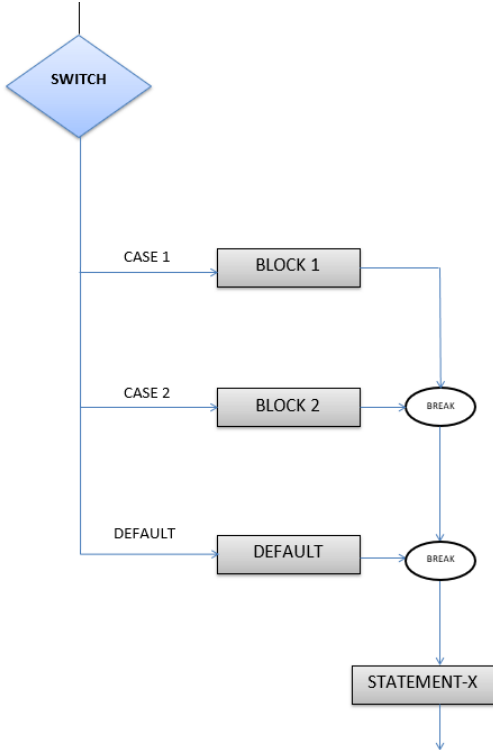 SWITCH
CASE 1
BLOCK 1
CASE 2
BLOCK 2
BREAK
DEFAULT
DEFAULT
BREAK
STATEMENT-X